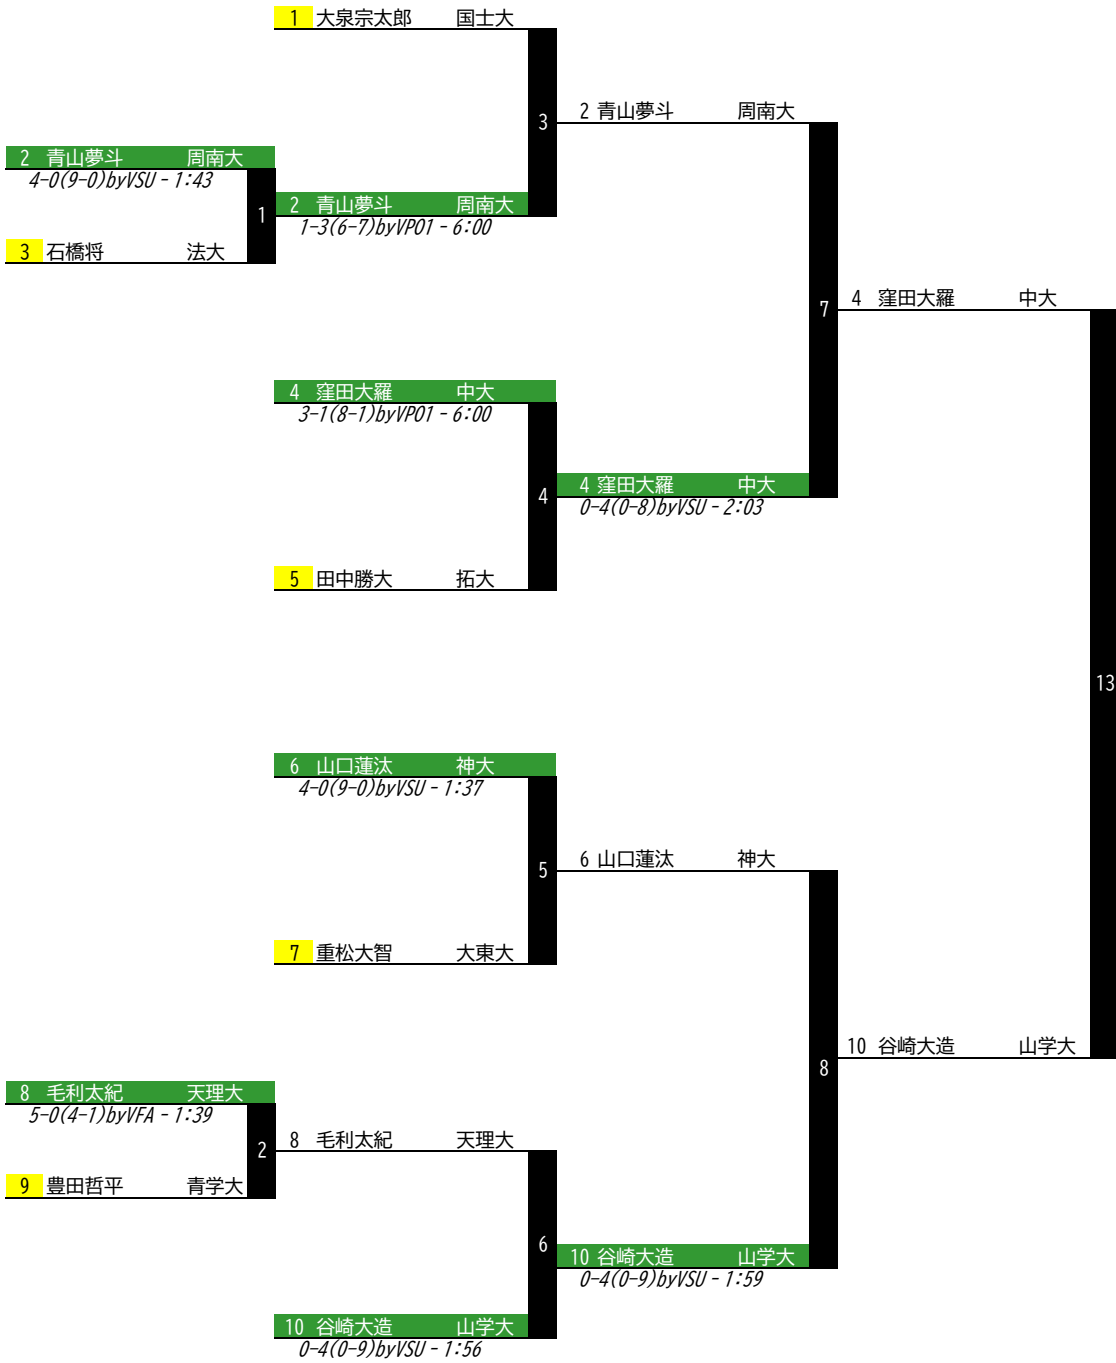 1 大泉宗太郎 国士大
3
2 青山夢斗 周南大
2 青山夢斗 周南大
4-0(9-0)byVSU - 1:43
1
2 青山夢斗 周南大
1-3(6-7)byVPO1 - 6:00
3 石橋将 法大
7
4 窪田大羅 中大
4 窪田大羅 中大
3-1(8-1)byVPO1 - 6:00
4
4 窪田大羅 中大
0-4(0-8)byVSU - 2:03
5 田中勝大 拓大
13
6 山口蓮汰 神大
4-0(9-0)byVSU - 1:37
5
6 山口蓮汰 神大
7 重松大智 大東大
10 谷崎大造 山学大
8
8 毛利太紀 天理大
5-0(4-1)byVFA - 1:39
2
8 毛利太紀 天理大
9 豊田哲平 青学大
6
10 谷崎大造 山学大
0-4(0-9)byVSU - 1:59
10 谷崎大造 山学大
0-4(0-9)byVSU - 1:56